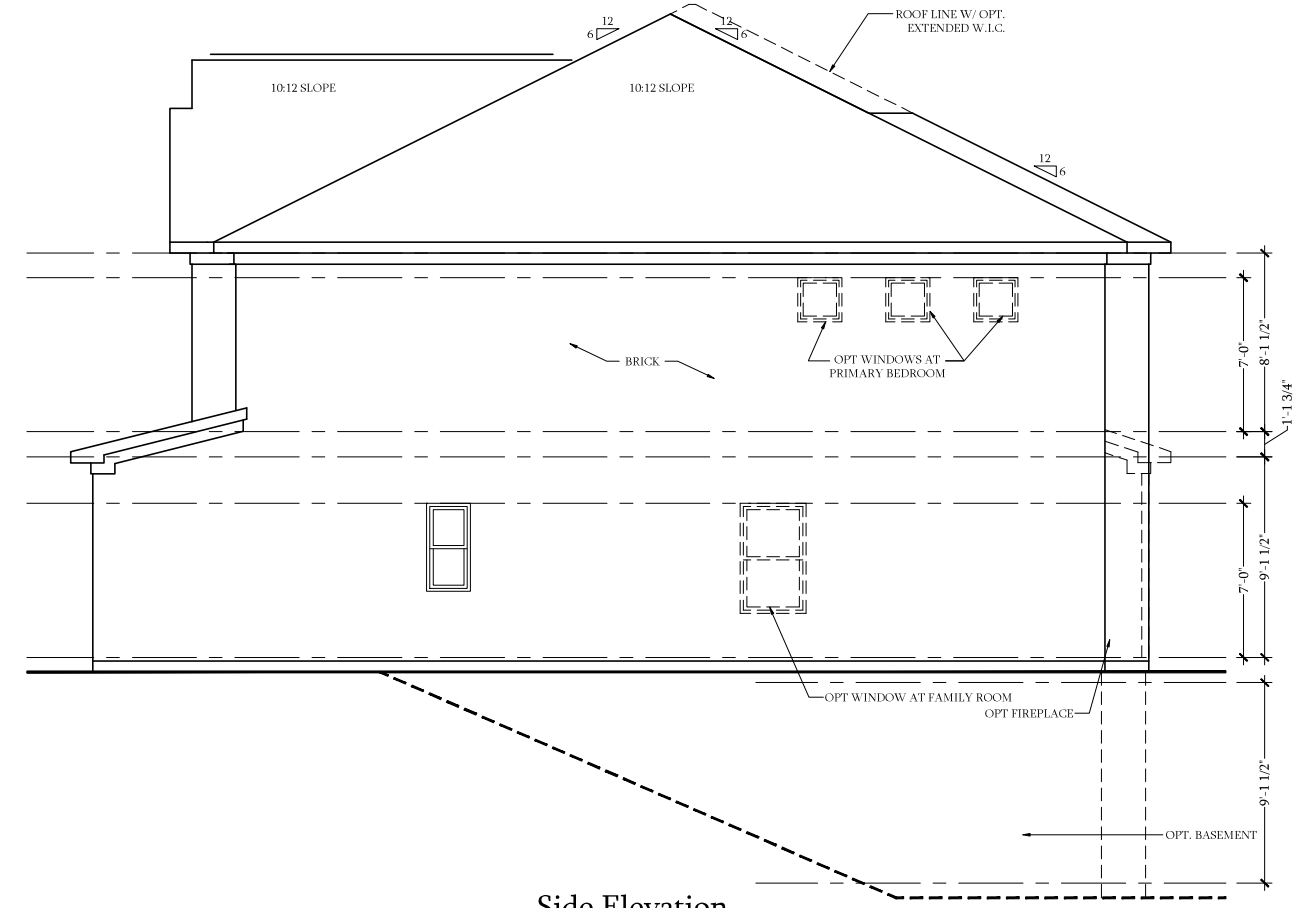 12
6
12
6
ROOF LINE W/ OPT.
EXTENDED W.I.C.
10:12 SLOPE
10:12 SLOPE
12
6
BRICK
OPT WINDOWS AT
PRIMARY BEDROOM
7'-0"
8'-1 1/2"
1'-1 3/4"
7'-0"
9'-1 1/2"
OPT WINDOW AT FAMILY ROOM
OPT FIREPLACE
9'-1 1/2"
OPT. BASEMENT
Side Elevation